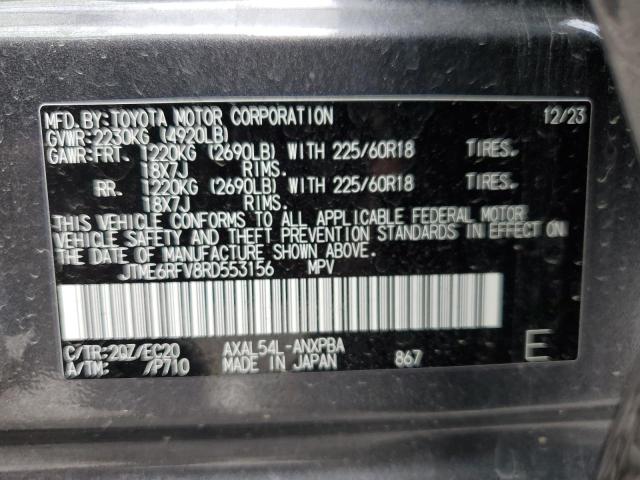 MFD. BY: TOYOTA MOTOR CORPORATION 12/23
GVWR: 2230KG (4920LB)
GAWR: FRT. 1220KG (2690LB) WITH 225/60R18 TIRES.
18X7J RIMS.
RR. 1220KG (2690LB) WITH 225/60R18 TIRES.
18X7J RIMS.
THIS VEHICLE CONFORMS TO ALL APPLICABLE FEDERAL MOTOR
VEHICLE SAFETY AND THEFT PREVENTION STANDARDS IN EFFECT ON
THE DATE OF MANUFACTURE SHOWN ABOVE.
JTME6RFV8RD553156 MPV
C/TR: 2QZ/EC20 AXAL54L-ANXPBA
A/TM: /P710 MADE IN JAPAN 867 E